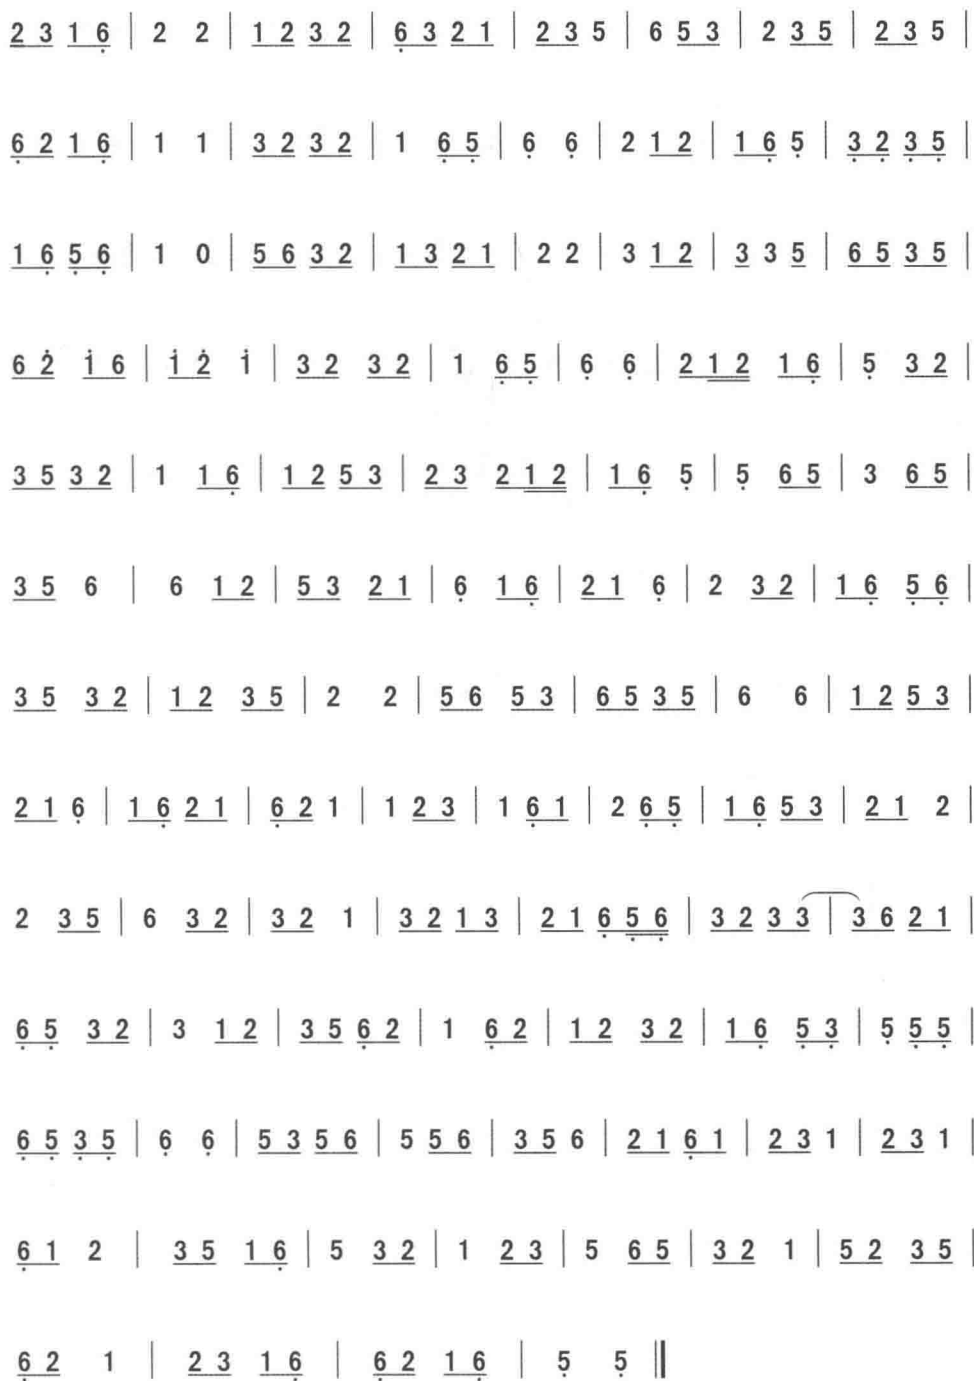 2 3 1 6̣ | 2 2 | 1 2 3 2 | 6̣ 3 2 1 | 2 3 5 | 6 5 3 | 2 3 5 | 2 3 5 |
6̣ 2 1 6̣ | 1 1 | 3 2 3 2 | 1 6̣ 5̣ | 6̣ 6̣ | 2 1 2 | 1 6̣ 5̣ | 3̣ 2̣ 3̣ 5̣ |
1 6̣ 5̣ 6̣ | 1 0 | 5 6 3 2 | 1 3 2 1 | 2 2 | 3 1 2 | 3 3 5 | 6 5 3 5 |
6 2̇ 1̇ 6 | 1̇ 2̇ 1̇ | 3 2 3 2 | 1 6̣ 5̣ | 6̣ 6̣ | 2 1 2 1 6̣ | 5̣ 3 2 |
3 5 3 2 | 1 1 6̣ | 1 2 5 3 | 2 3 2 1 2 | 1 6̣ 5̣ | 5̣ 6 5 | 3 6 5 |
3 5 6 | 6 1 2 | 5 3 2 1 | 6̣ 1 6̣ | 2 1 6̣ | 2 3 2 | 1 6̣ 5̣ 6̣ |
3 5 3 2 | 1 2 3 5 | 2 2 | 5 6 5 3 | 6 5 3 5 | 6 6 | 1 2 5 3 |
2 1 6̣ | 1 6̣ 2 1 | 6̣ 2 1 | 1 2 3 | 1 6̣ 1 | 2 6̣ 5̣ | 1 6̣ 5 3 | 2 1 2 |
2 3 5 | 6 3 2 | 3 2 1 | 3 2 1 3 | 2 1 6̣ 5̣ 6̣ | 3 2 3 3 | 3 6 2 1 |
6̣ 5̣ 3 2 | 3 1 2 | 3 5 6̣ 2 | 1 6̣ 2 | 1 2 3 2 | 1 6̣ 5̣ 3̣ | 5̣ 5̣ 5̣ |
6̣ 5̣ 3̣ 5̣ | 6̣ 6̣ | 5 3 5 6 | 5 5 6 | 3 5 6 | 2 1 6̣ 1 | 2 3 1 | 2 3 1 |
6̣ 1 2 | 3 5 1 6̣ | 5 3 2 | 1 2 3 | 5 6 5 | 3 2 1 | 5 2 3 5 |
6̣ 2 1 | 2 3 1 6̣ | 6̣ 2 1 6̣ | 5̣ 5̣ ‖